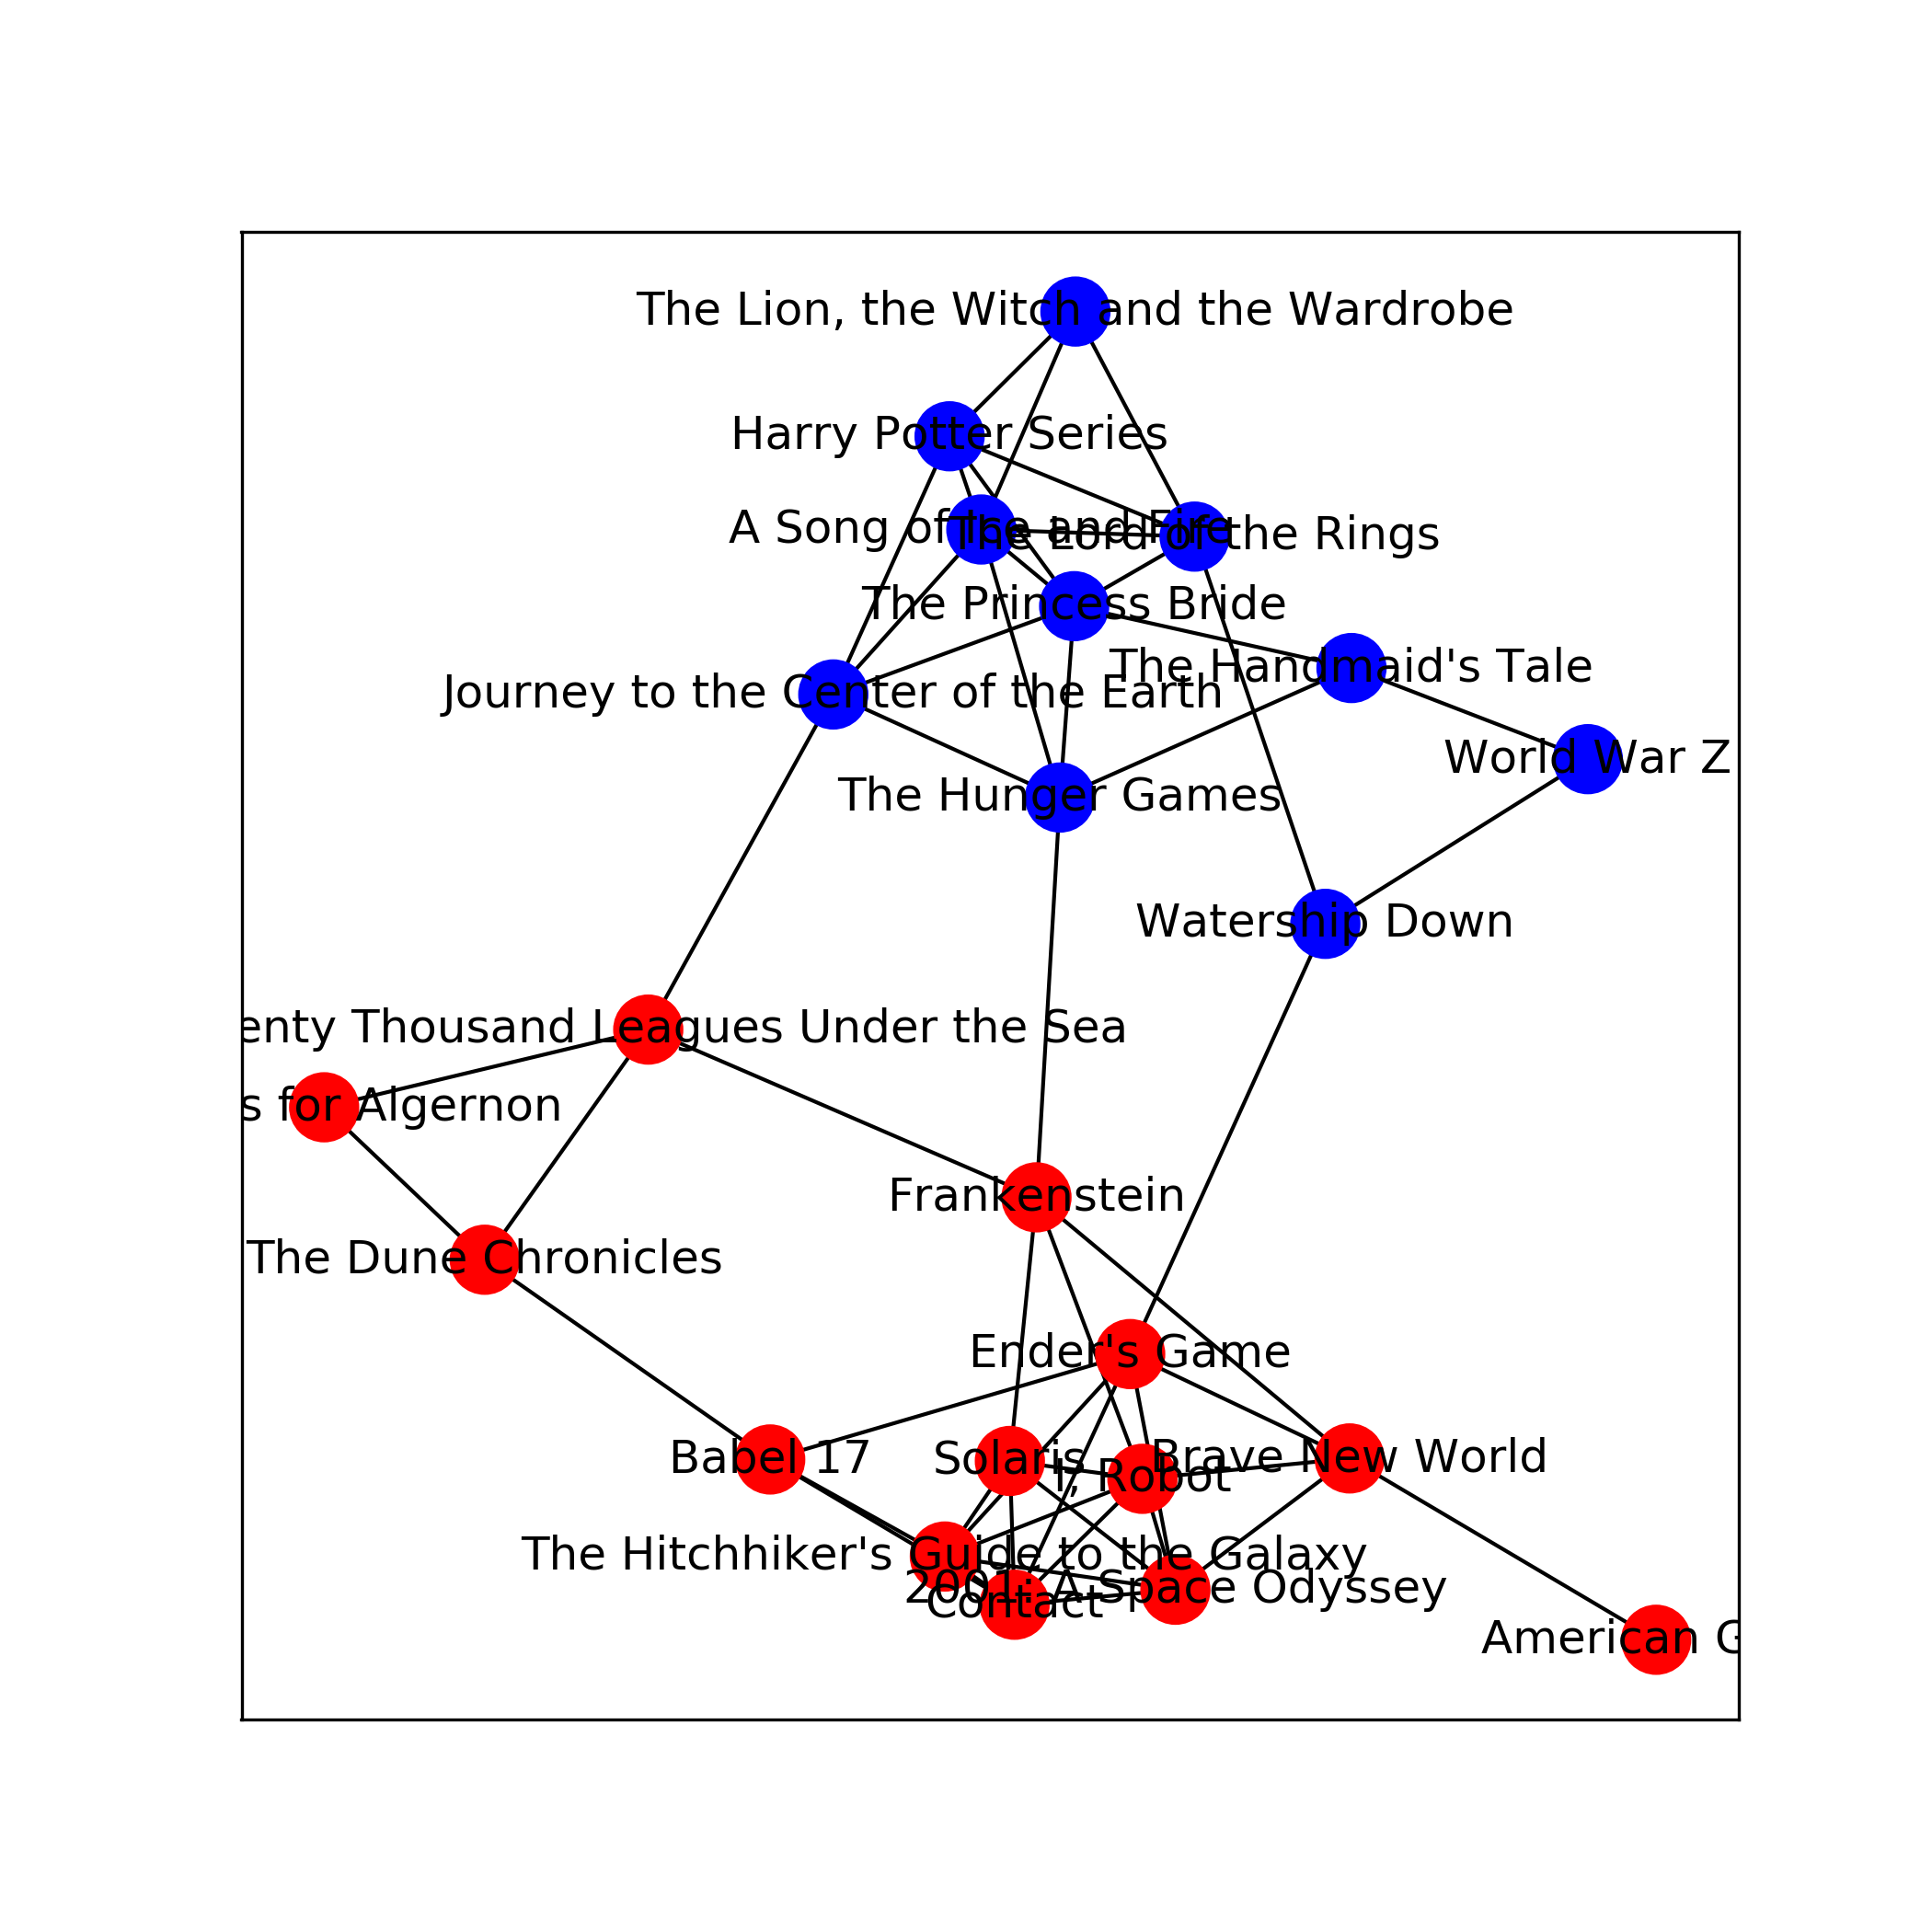 The Lion, the Witch and the Wardrobe
Harry Potter Series
A Song of Ice and Fire
The Lord of the Rings
The Princess Bride
The Handmaid's Tale
Journey to the Center of the Earth
World War Z
The Hunger Games
Watership Down
enty Thousand Leagues Under the Sea
s for Algernon
Frankenstein
The Dune Chronicles
Ender's Game
Babel 17
Solaris
Brave New World
I, Robot
The Hitchhiker's Guide to the Galaxy
2001: A Space Odyssey
Contact
American G